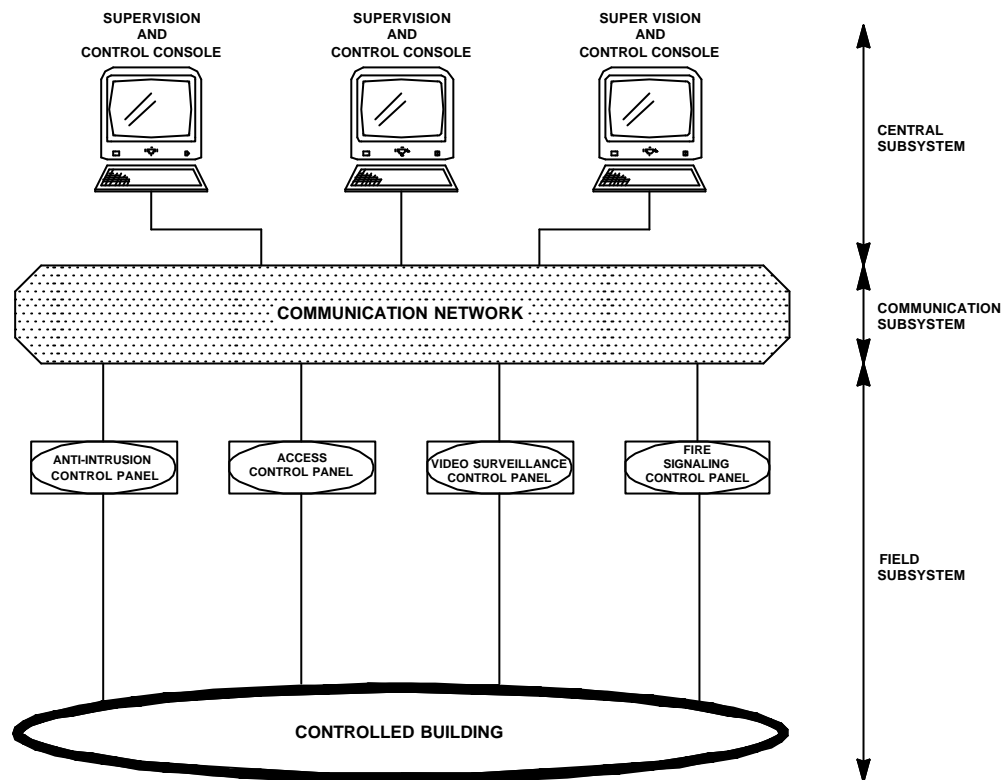 SUPERVISION
AND
CONTROL CONSOLE
SUPERVISION
AND
CONTROL CONSOLE
SUPER VISION
AND
CONTROL CONSOLE
CENTRAL
SUBSYSTEM
COMMUNICATION NETWORK
COMMUNICATION
SUBSYSTEM
ANTI-INTRUSION
CONTROL PANEL
ACCESS
CONTROL PANEL
VIDEO SURVEILLANCE
CONTROL PANEL
FIRE
SIGNALING
CONTROL PANEL
FIELD
SUBSYSTEM
CONTROLLED BUILDING